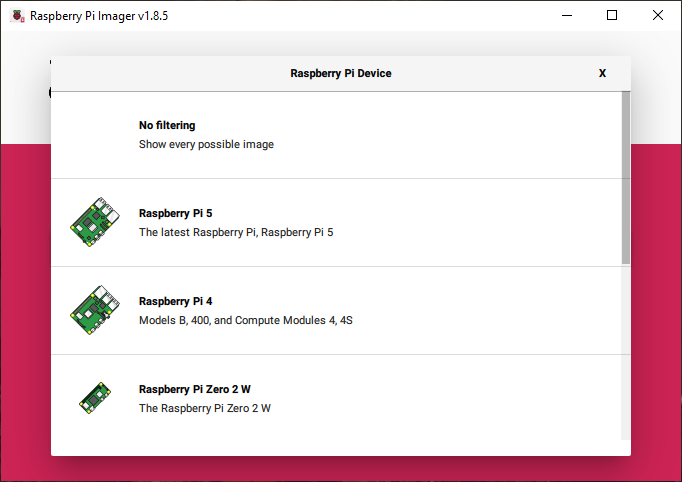 Raspberry Pi Imager v1.8.5
Raspberry Pi Device
X
No filtering
Show every possible image
Raspberry Pi 5
The latest Raspberry Pi, Raspberry Pi 5
Raspberry Pi 4
Models B, 400, and Compute Modules 4, 4S
Raspberry Pi Zero 2 W
The Raspberry Pi Zero 2 W